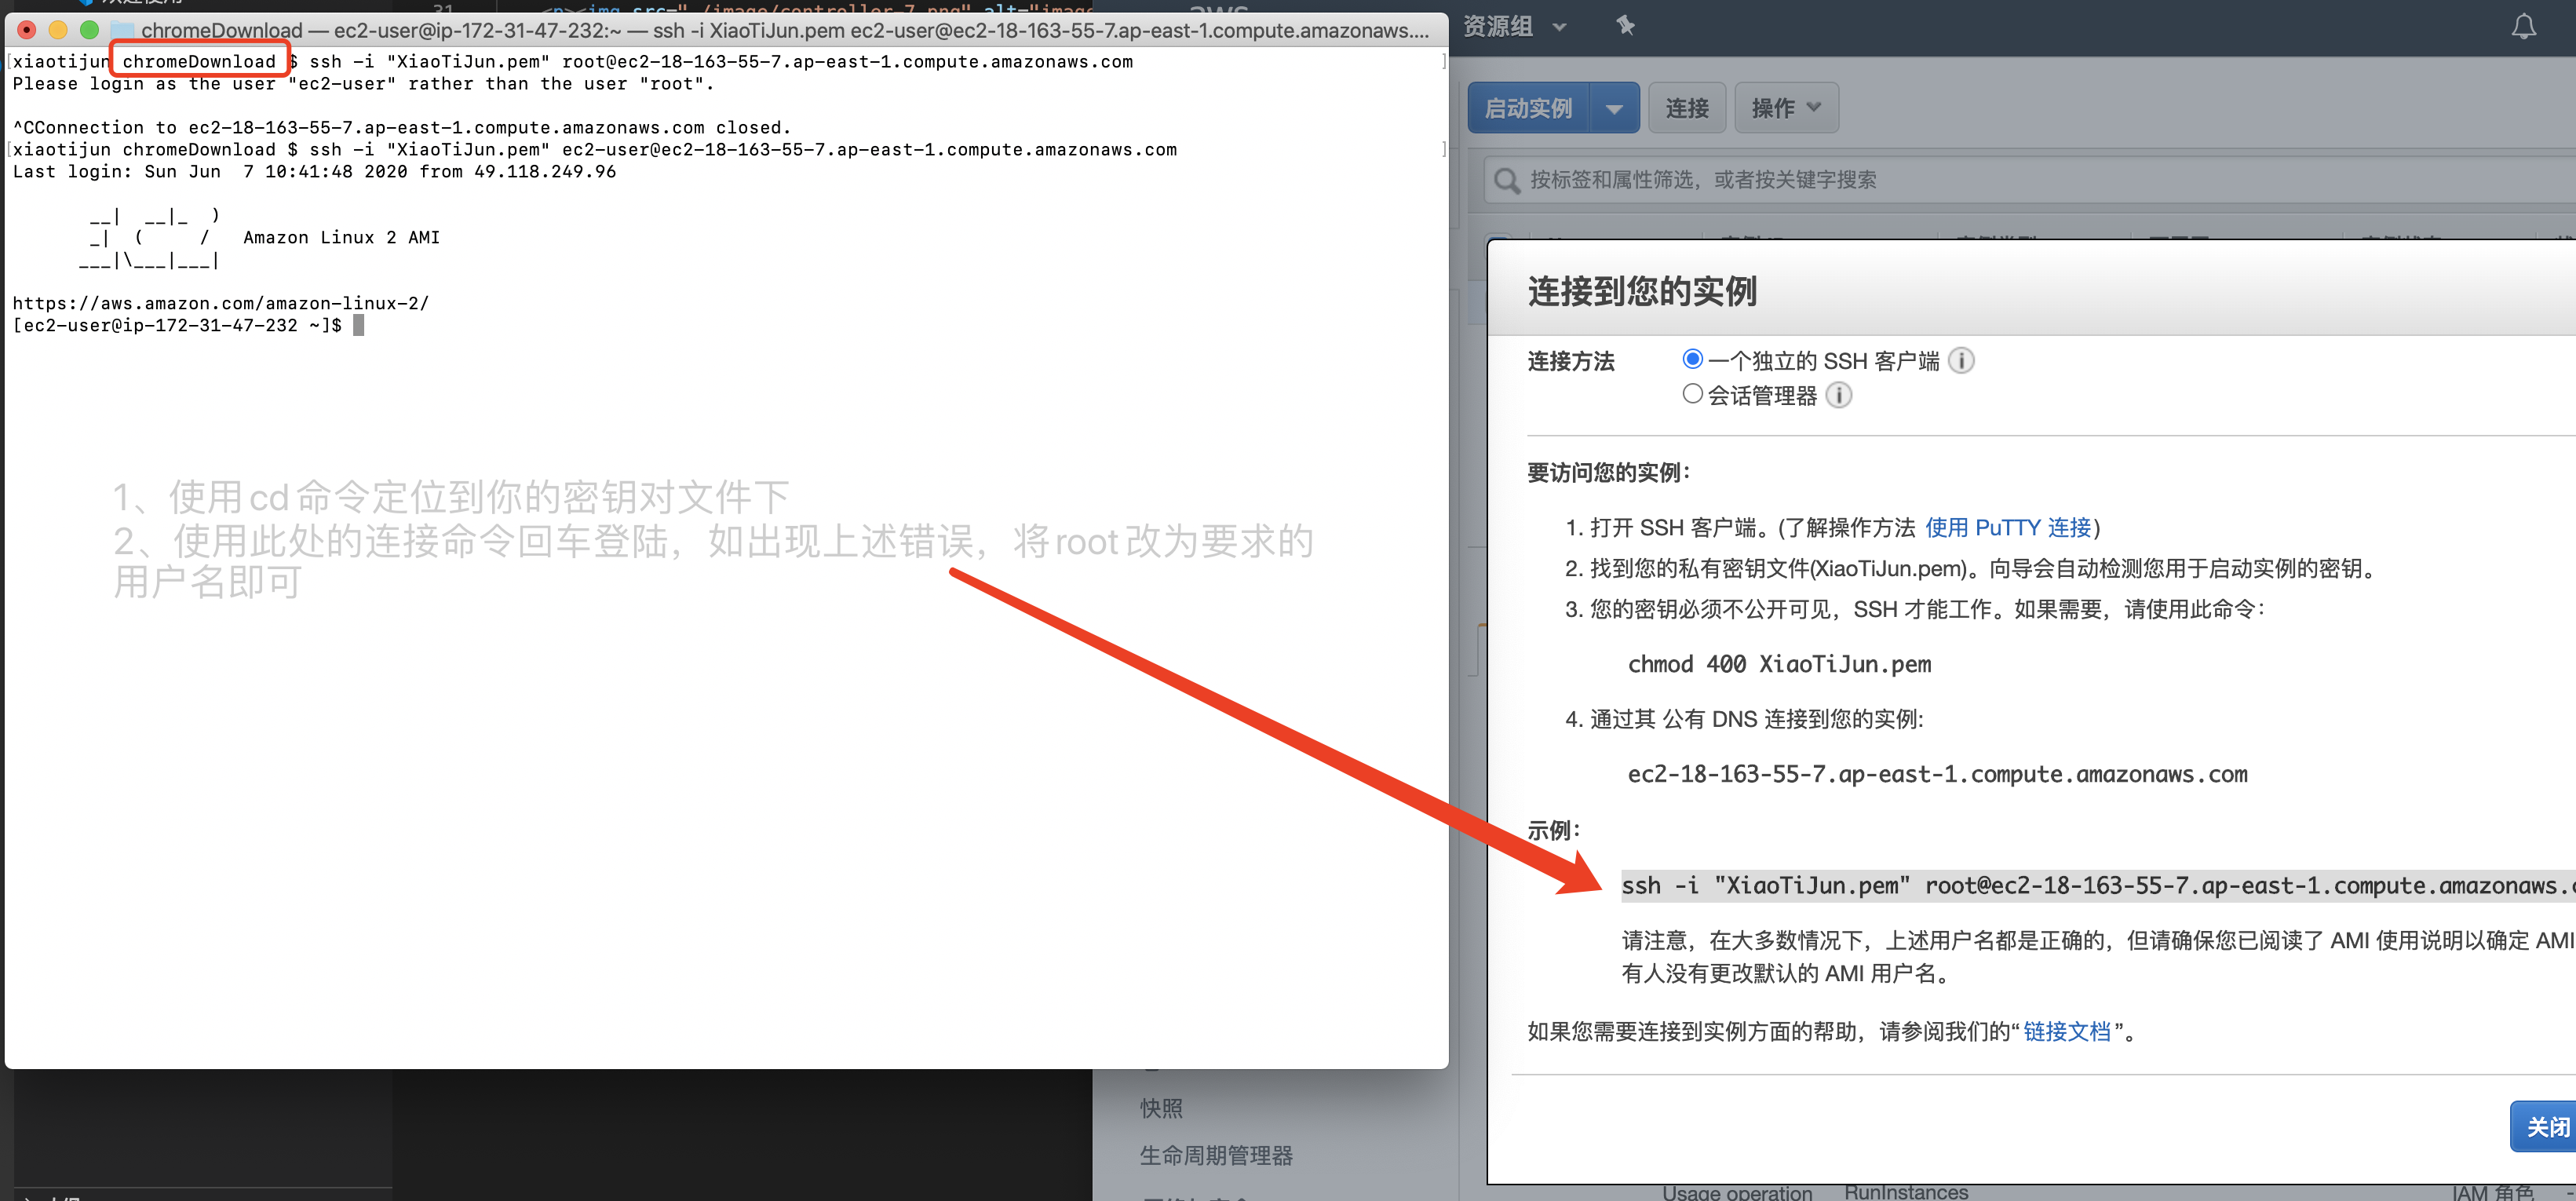 31 <p><img src="./image/controller-7.png" alt="image
chromeDownload — ec2-user@ip-172-31-47-232:~ — ssh -i XiaoTiJun.pem ec2-user@ec2-18-163-55-7.ap-east-1.compute.amazonaws....
[xiaotijun chromeDownload $ ssh -i "XiaoTiJun.pem" root@ec2-18-163-55-7.ap-east-1.compute.amazonaws.com ]
Please login as the user "ec2-user" rather than the user "root".
^CConnection to ec2-18-163-55-7.ap-east-1.compute.amazonaws.com closed.
[xiaotijun chromeDownload $ ssh -i "XiaoTiJun.pem" ec2-user@ec2-18-163-55-7.ap-east-1.compute.amazonaws.com ]
Last login: Sun Jun  7 10:41:48 2020 from 49.118.249.96
       __|  __|_  )
       _|  (     /   Amazon Linux 2 AMI
      ___|\___|___|
https://aws.amazon.com/amazon-linux-2/
[ec2-user@ip-172-31-47-232 ~]$
1、使用cd命令定位到你的密钥对文件下
2、使用此处的连接命令回车登陆，如出现上述错误，将root改为要求的
用户名即可
资源组
启动实例 连接 操作
按标签和属性筛选，或者按关键字搜索
连接到您的实例
连接方法 一个独立的 SSH 客户端
会话管理器
要访问您的实例：
1. 打开 SSH 客户端。(了解操作方法 使用 PuTTY 连接)
2. 找到您的私有密钥文件(XiaoTiJun.pem)。向导会自动检测您用于启动实例的密钥。
3. 您的密钥必须不公开可见，SSH 才能工作。如果需要，请使用此命令：
chmod 400 XiaoTiJun.pem
4. 通过其 公有 DNS 连接到您的实例:
ec2-18-163-55-7.ap-east-1.compute.amazonaws.com
示例：
ssh -i "XiaoTiJun.pem" root@ec2-18-163-55-7.ap-east-1.compute.amazonaws.
请注意，在大多数情况下，上述用户名都是正确的，但请确保您已阅读了 AMI 使用说明以确定 AMI
有人没有更改默认的 AMI 用户名。
如果您需要连接到实例方面的帮助，请参阅我们的“链接文档”。
关闭
快照
生命周期管理器
Usage operation RunInstances IAM 角色